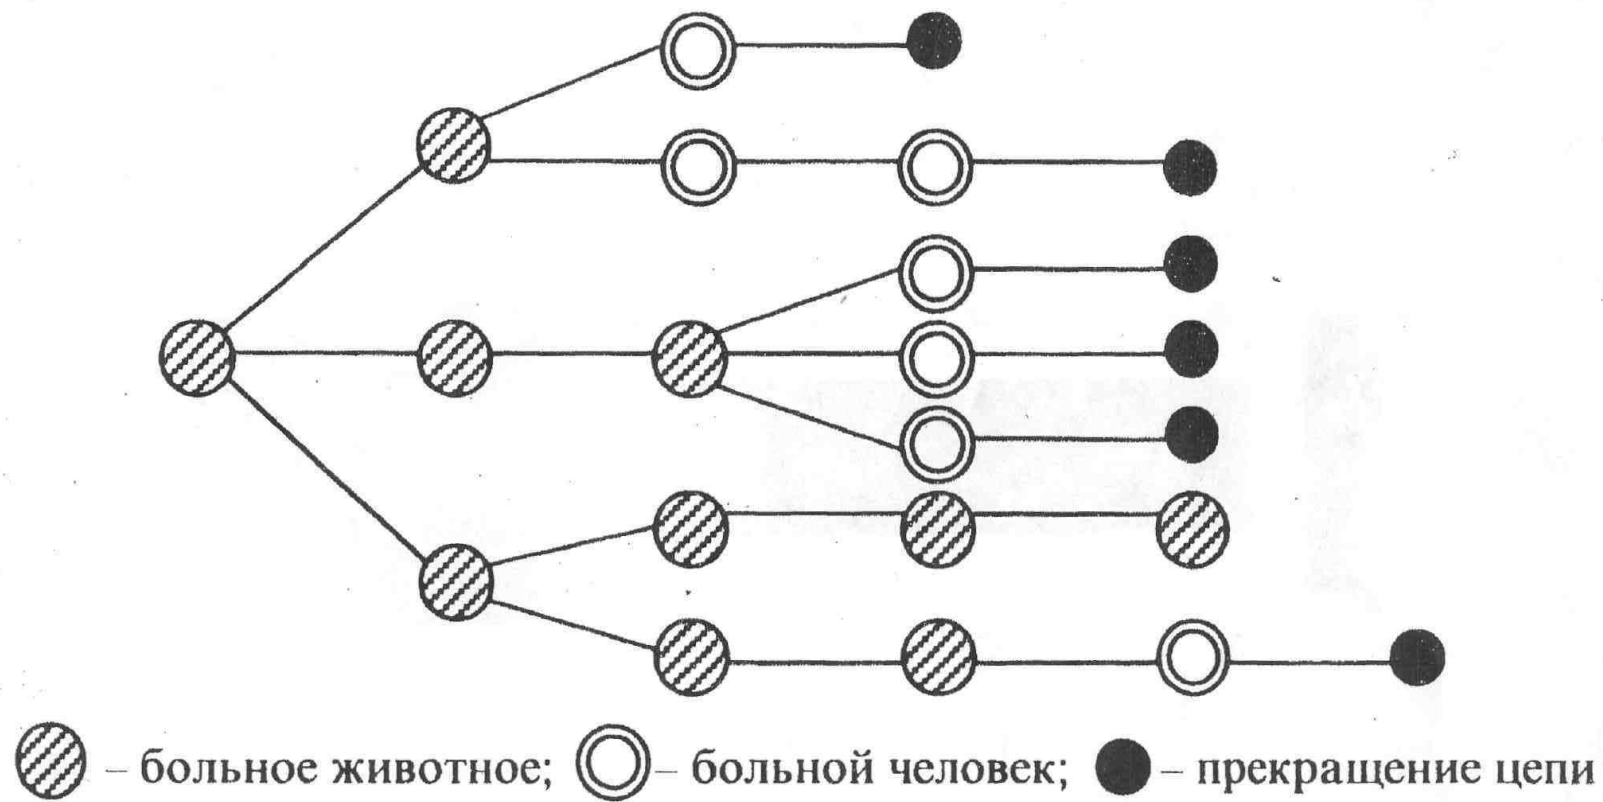 – больное животное; – больной человек; – прекращение цепи